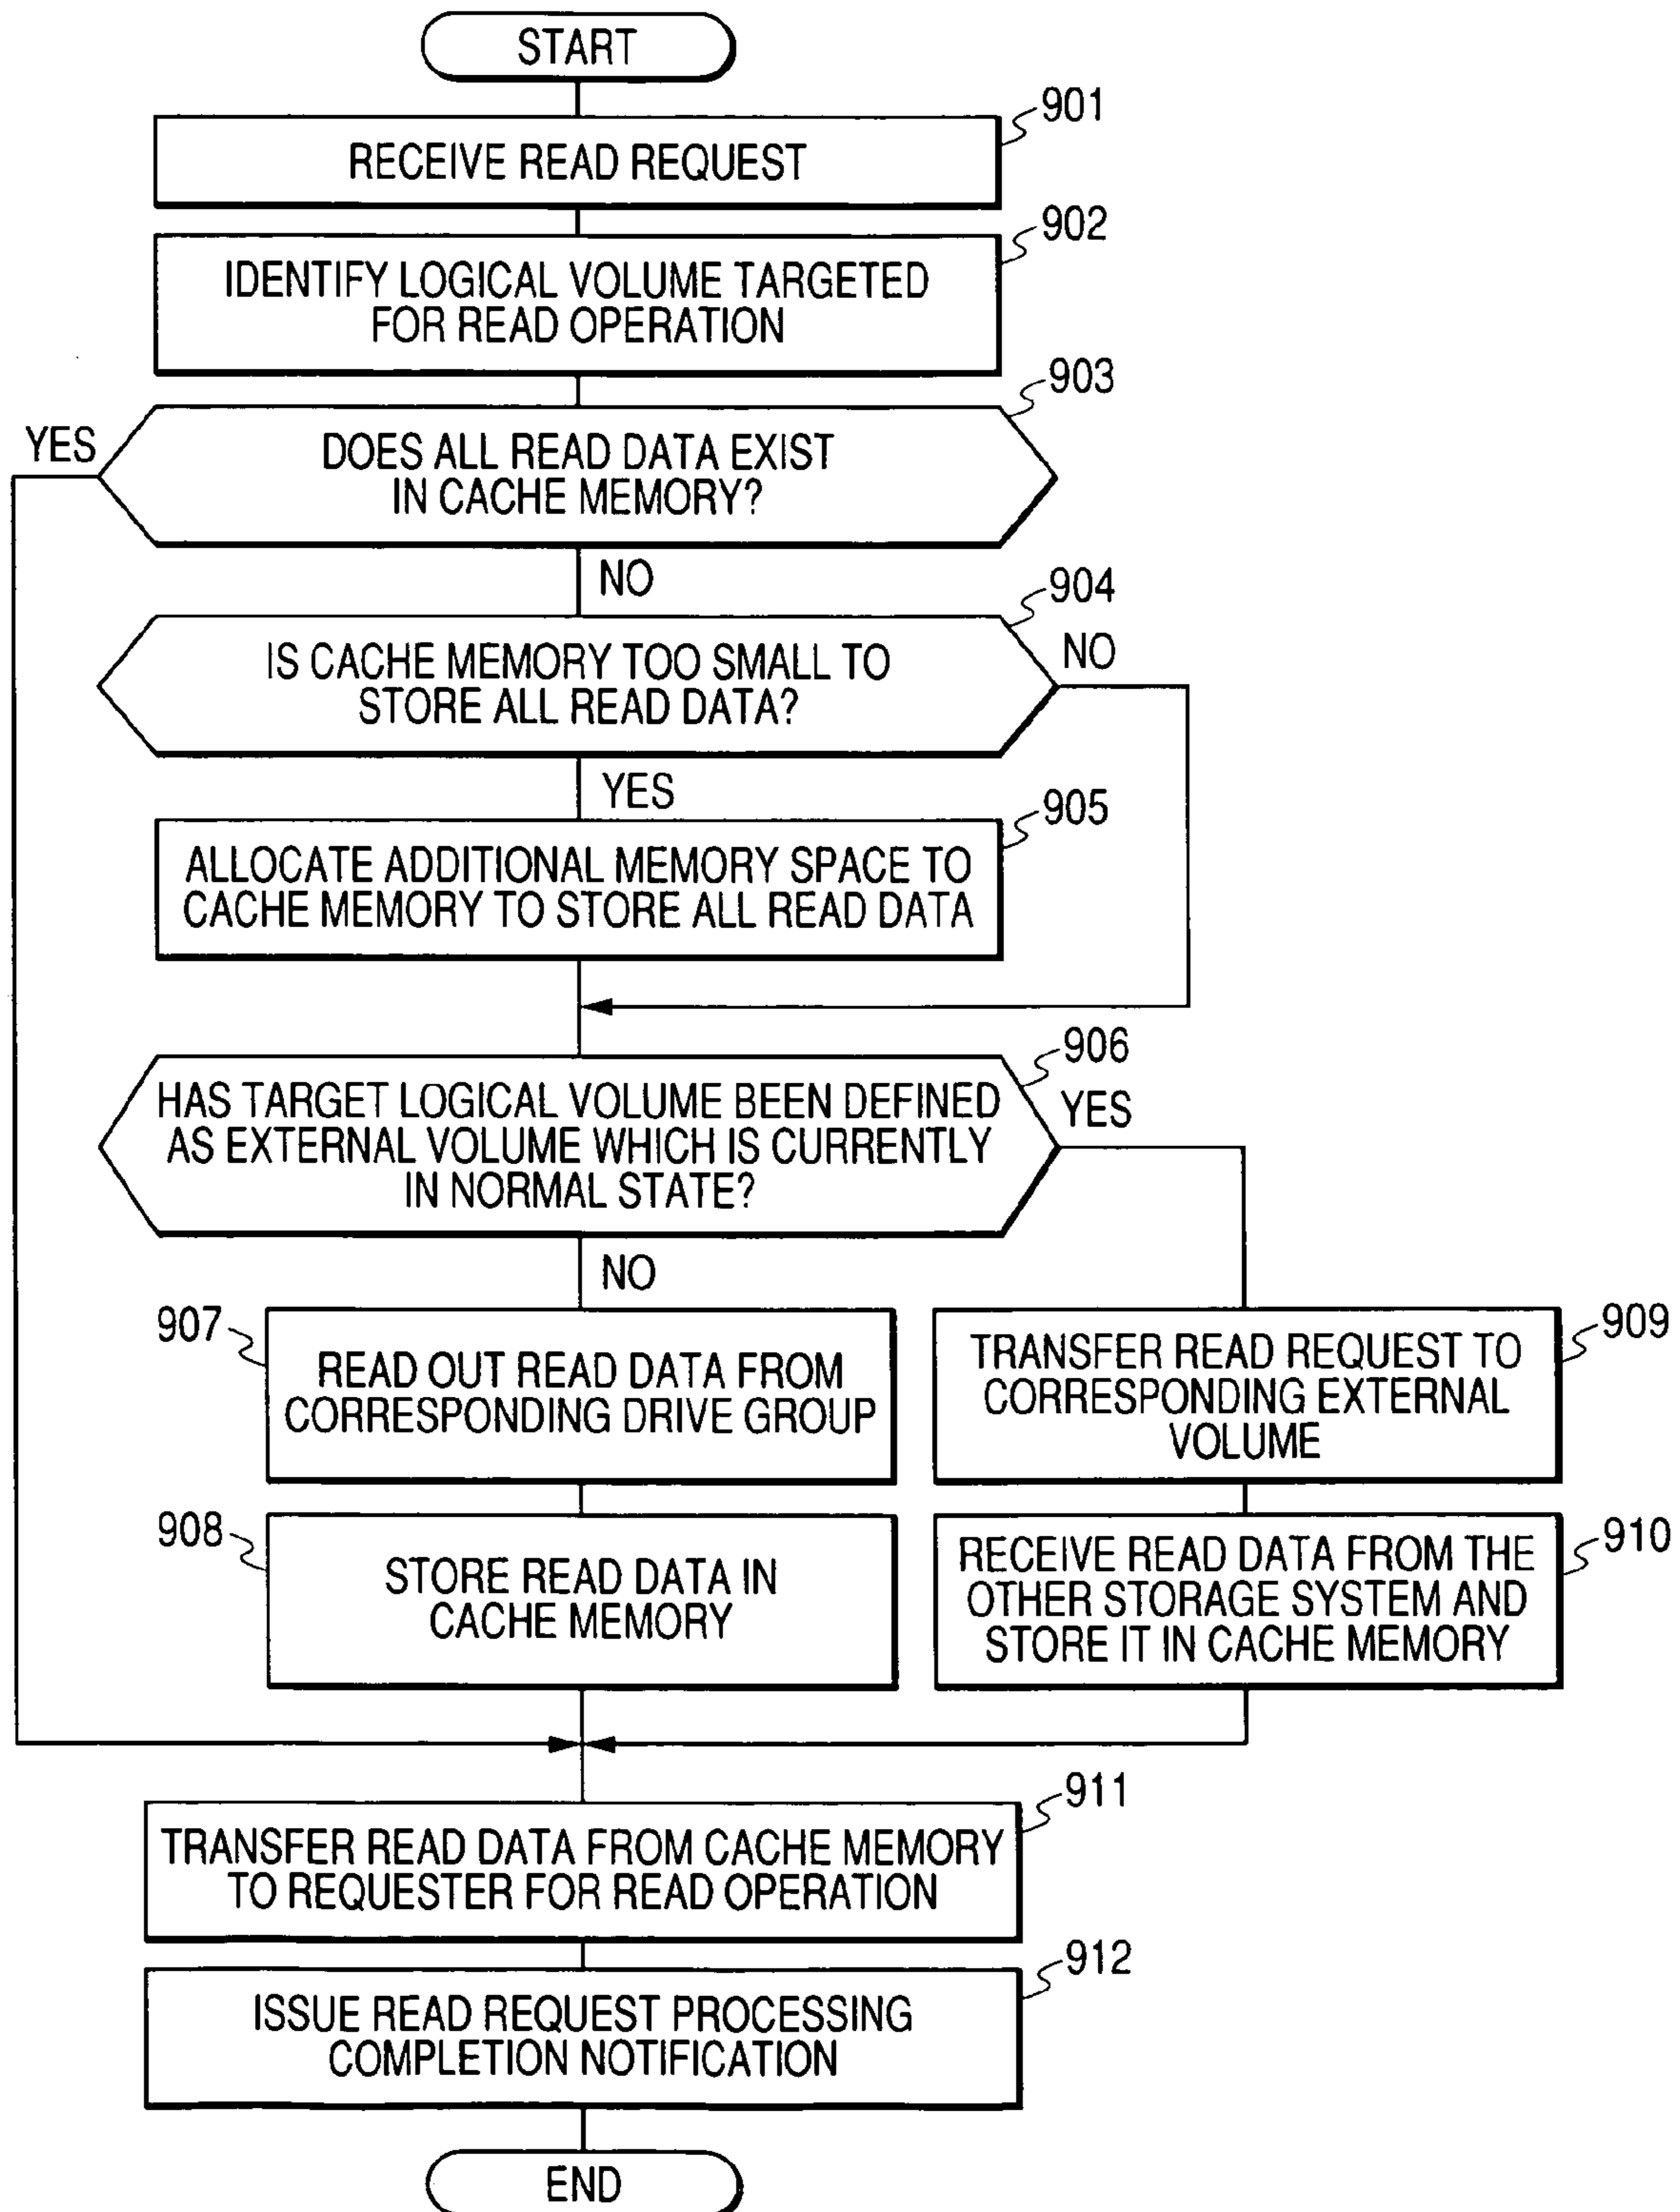 START
901
RECEIVE READ REQUEST
902
IDENTIFY LOGICAL VOLUME TARGETED
FOR READ OPERATION
903
YES
DOES ALL READ DATA EXIST
IN CACHE MEMORY?
NO
904
IS CACHE MEMORY TOO SMALL TO
STORE ALL READ DATA?
NO
YES
905
ALLOCATE ADDITIONAL MEMORY SPACE TO
CACHE MEMORY TO STORE ALL READ DATA
906
HAS TARGET LOGICAL VOLUME BEEN DEFINED
AS EXTERNAL VOLUME WHICH IS CURRENTLY
IN NORMAL STATE?
YES
NO
907
READ OUT READ DATA FROM
CORRESPONDING DRIVE GROUP
909
TRANSFER READ REQUEST TO
CORRESPONDING EXTERNAL
VOLUME
908
STORE READ DATA IN
CACHE MEMORY
910
RECEIVE READ DATA FROM THE
OTHER STORAGE SYSTEM AND
STORE IT IN CACHE MEMORY
911
TRANSFER READ DATA FROM CACHE MEMORY
TO REQUESTER FOR READ OPERATION
912
ISSUE READ REQUEST PROCESSING
COMPLETION NOTIFICATION
END